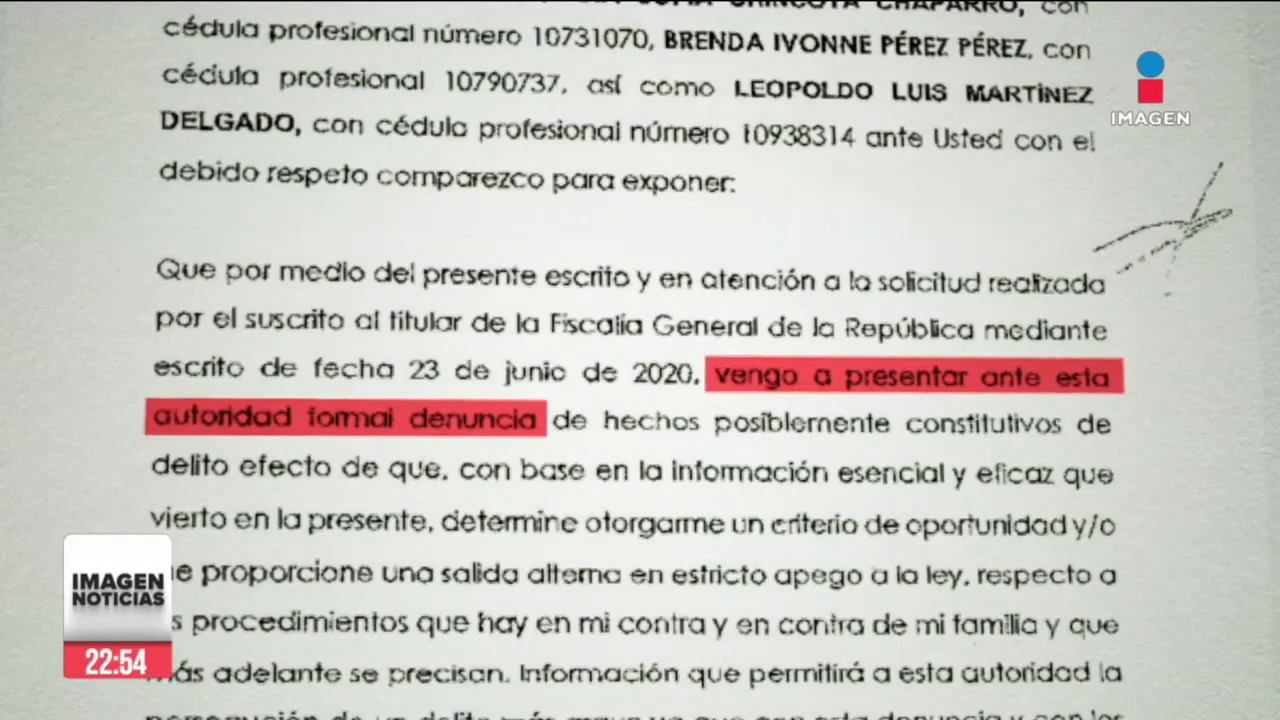 CHAPARRO, con
cédula profesional número 10731070, BRENDA IVONNE PÉREZ PÉREZ, con
cédula profesional 10790737, así como LEOPOLDO LUIS MARTÍNEZ
DELGADO, con cédula profesional número 10938314 ante Usted con el
debido respeto comparezco para exponer:
IMAGEN
Que por medio del presente escrito y en atención a la solicitud realizada
por el suscrito al titular de la Fiscalía General de la República mediante
escrito de fecha 23 de junio de 2020, vengo a presentar ante esta
autoridad formal denuncia de hechos posiblemente constitutivos de
delito efecto de que, con base en la información esencial y eficaz que
vierto en la presente, determine otorgarme un criterio de oportunidad y/o
e proporcione una salida alterna en estricto apego a la ley, respecto a
s procedimientos que hay en mi contra y en contra de mi familia y que
más adelante se precisan. Información que permitirá a esta autoridad la
IMAGEN
NOTICIAS
22:54